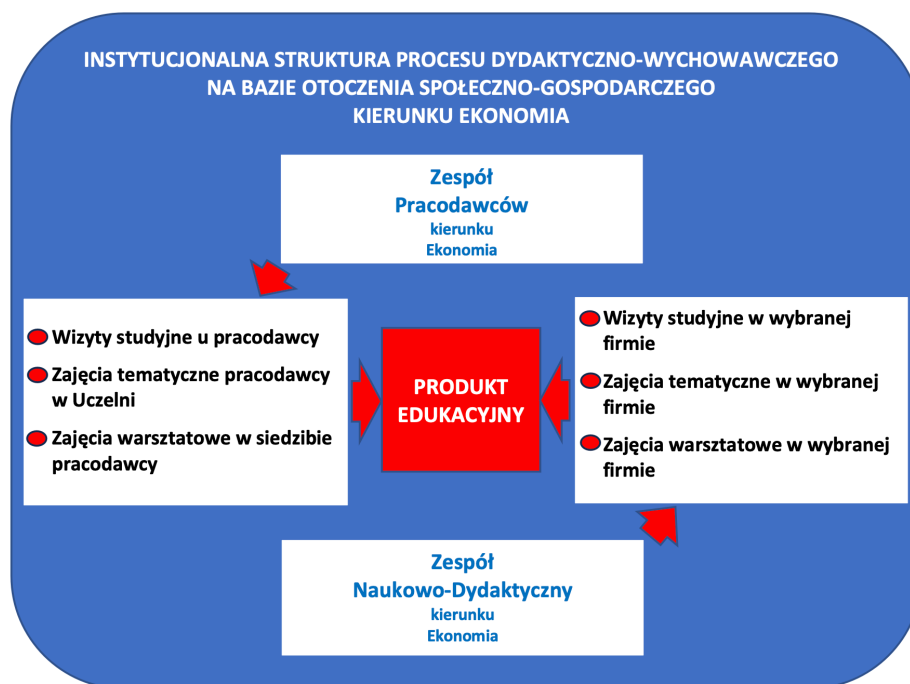 INSTYTUCJONALNA STRUKTURA PROCESU DYDAKTYCZNO-WYCHOWAWCZEGO
NA BAZIE OTOCZENIA SPOŁECZNO-GOSPODARCZEGO
KIERUNKU EKONOMIA
Zespół
Pracodawców
kierunku
Ekonomia
Wizyty studyjne u pracodawcy
Zajęcia tematyczne pracodawcy
w Uczelni
Zajęcia warsztatowe w siedzibie
pracodawcy
PRODUKT
EDUKACYJNY
Wizyty studyjne w wybranej
firmie
Zajęcia tematyczne w wybranej
firmie
Zajęcia warsztatowe w wybranej
firmie
Zespół
Naukowo-Dydaktyczny
kierunku
Ekonomia